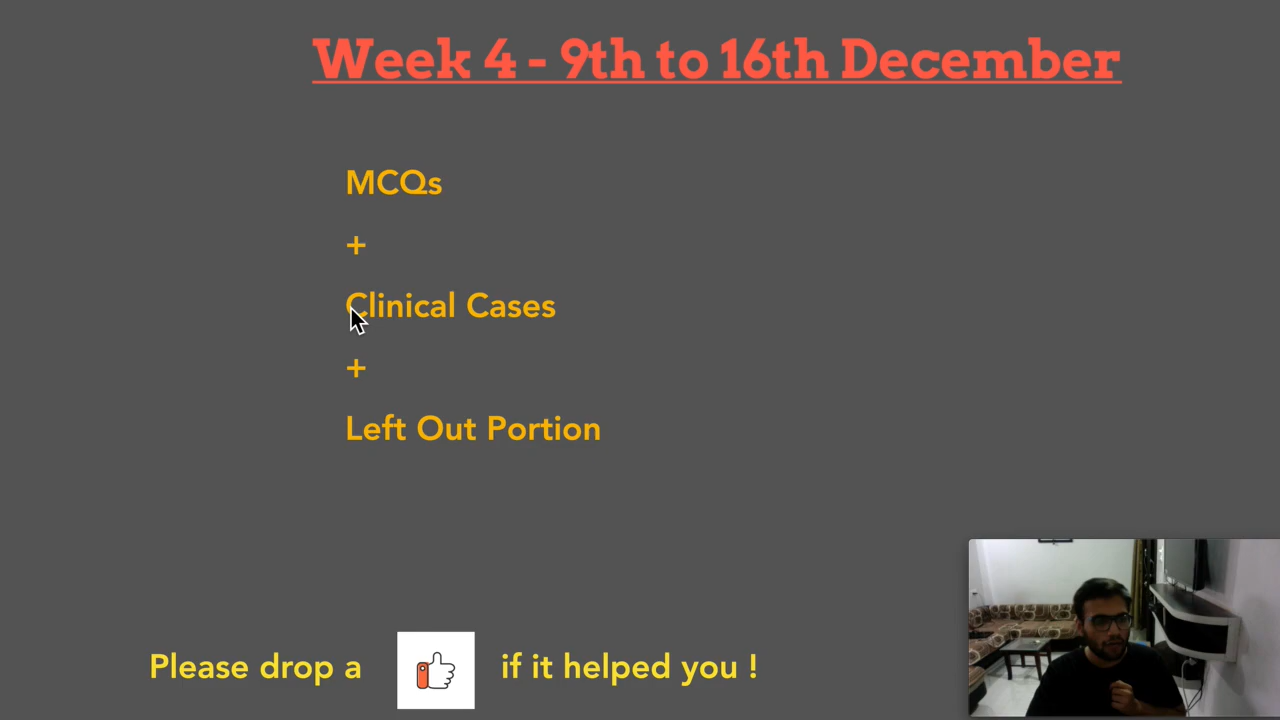 Week 4 - 9th to 16th December
MCQs
+
Clinical Cases
+
Left Out Portion
Please drop a if it helped you !